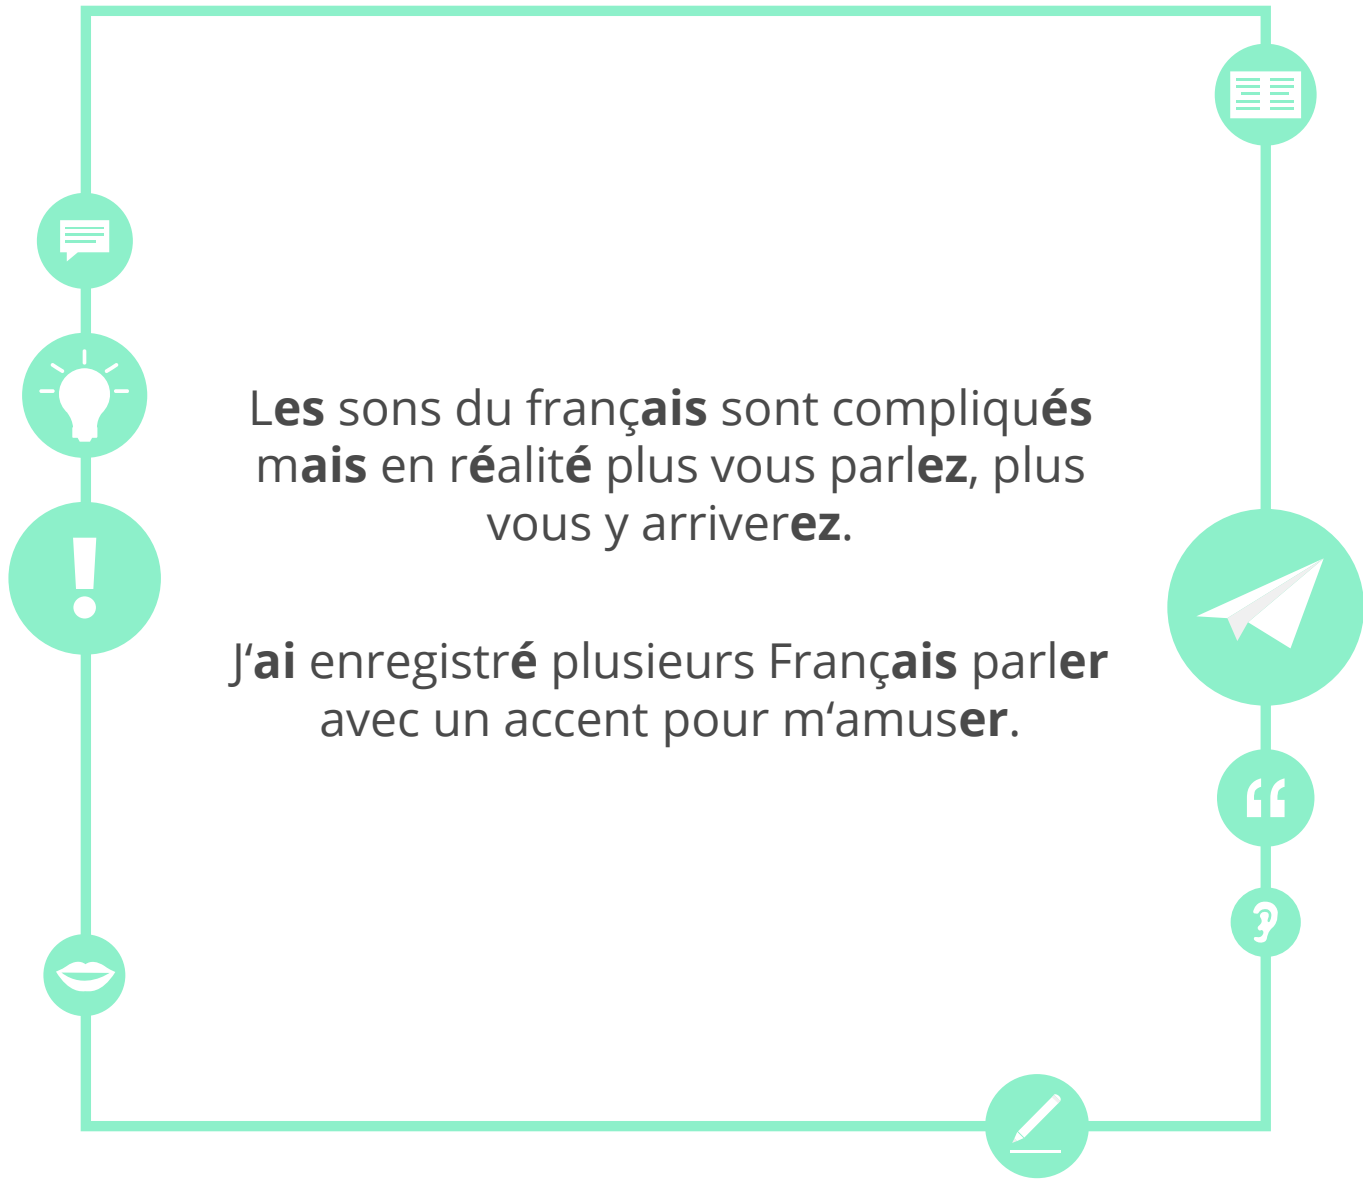 Les sons du français sont compliqués
mais en réalité plus vous parlez, plus
vous y arriverez.
J‘ai enregistré plusieurs Français parler
avec un accent pour m‘amuser.